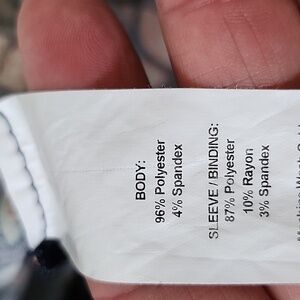 BODY:
96% Polyester
4% Spandex
SLEEVE / BINDING:
87% Polyester
10% Rayon
3% Spandex